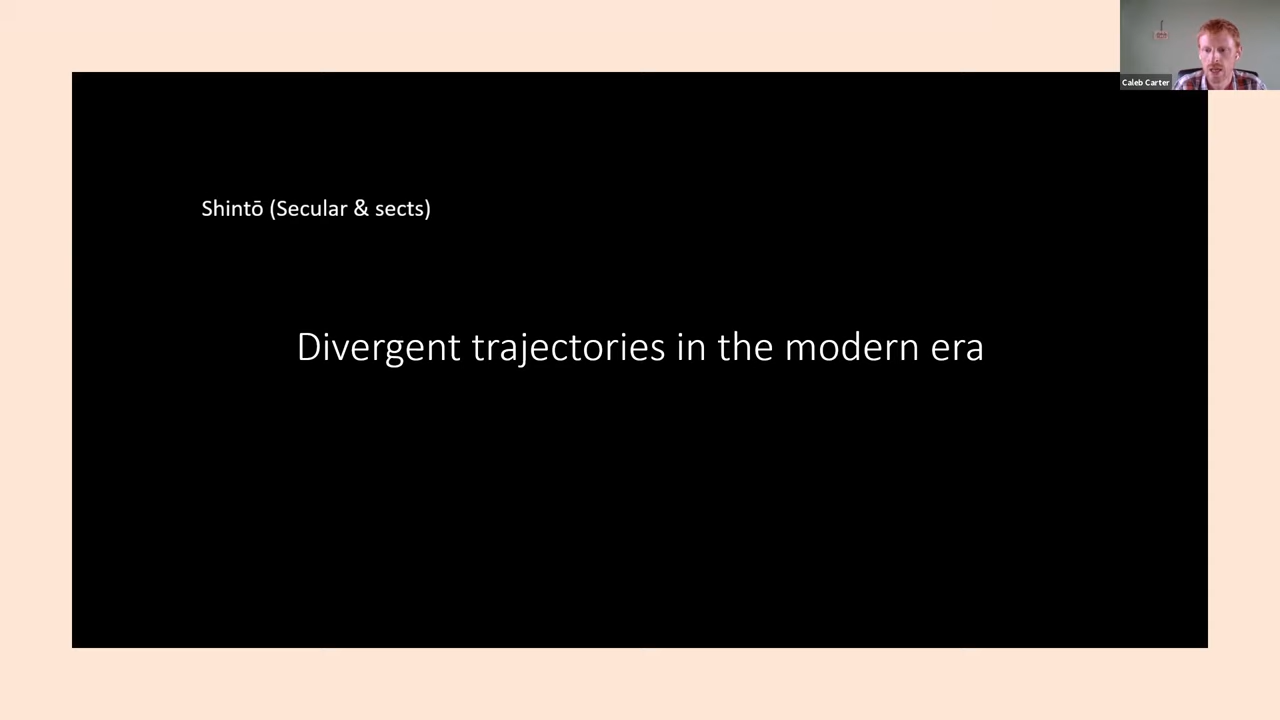 Caleb Carter
Shintō (Secular & sects)
Divergent trajectories in the modern era